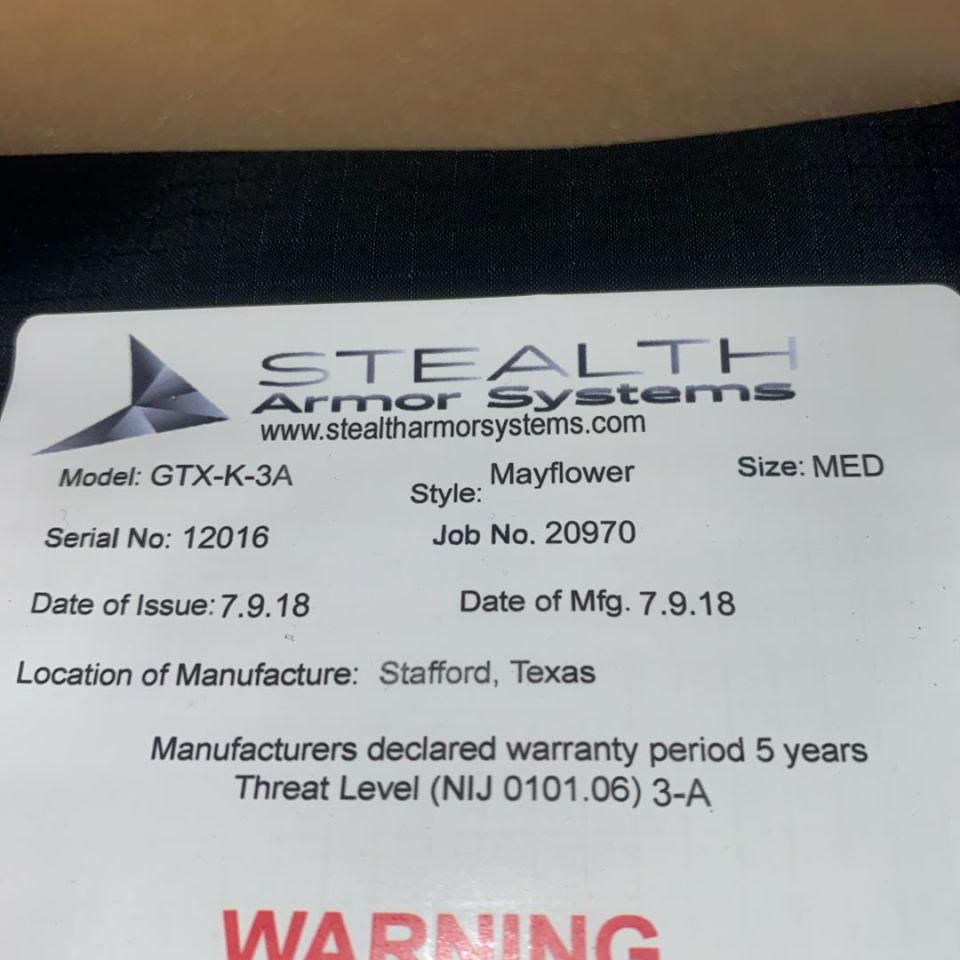 STEALTH
Armor Systems
www.stealtharmorsystems.com
Model: GTX-K-3A Style: Mayflower Size: MED
Serial No: 12016 Job No. 20970
Date of Issue: 7.9.18 Date of Mfg. 7.9.18
Location of Manufacture: Stafford, Texas
Manufacturers declared warranty period 5 years
Threat Level (NIJ 0101.06) 3-A
WARNING